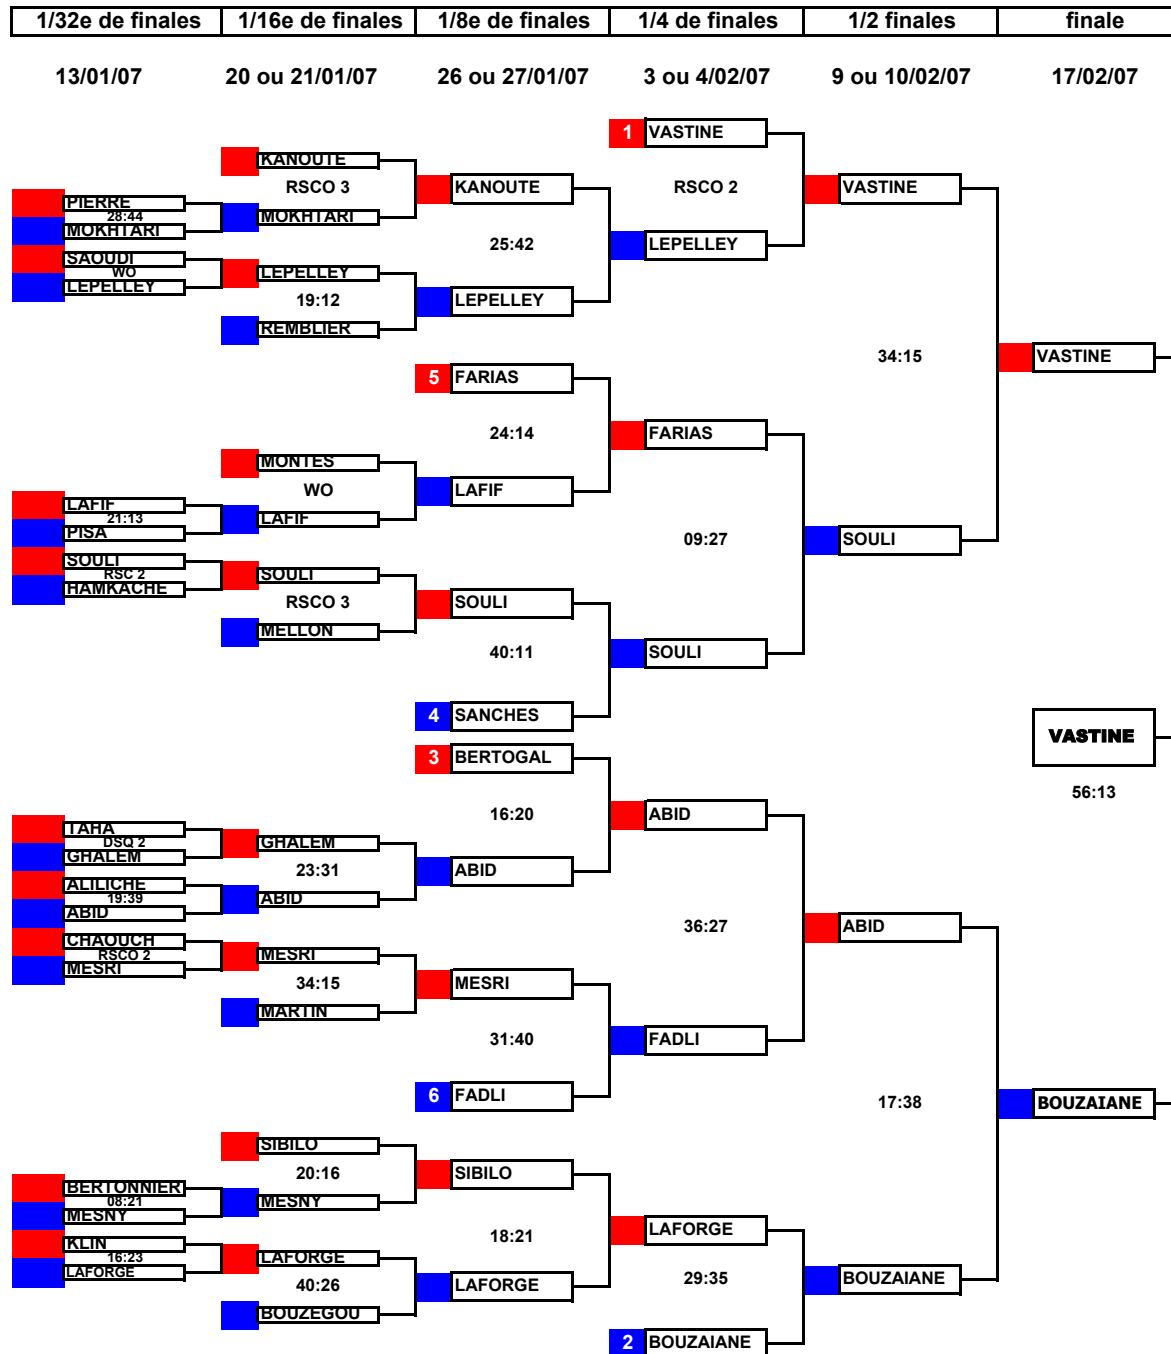 1/32e de finales 1/16e de finales 1/8e de finales 1/4 de finales 1/2 finales finale
13/01/07 20 ou 21/01/07 26 ou 27/01/07 3 ou 4/02/07 9 ou 10/02/07 17/02/07
1 VASTINE
KANOUTE
RSCO 3 KANOUTE RSCO 2 VASTINE
PIERRE
28:44 MOKHTARI
MOKHTARI
25:42 LEPELLEY
SAOUDI
WO LEPELLEY
LEPELLEY
19:12 LEPELLEY
REMBLIER
34:15 VASTINE
5 FARIAS
24:14 FARIAS
MONTES
WO LAFIF
LAFIF
21:13 LAFIF
PISA
09:27 SOULI
SOULI
RSC 2 SOULI
HAMKACHE
RSCO 3 SOULI
MELLON
40:11 SOULI
4 SANCHES
VASTINE
3 BERTOGAL
56:13
16:20 ABID
TAHA
DSQ 2 GHALEM
GHALEM
23:31 ABID
ALILICHE
19:39 ABID
ABID
36:27 ABID
CHAOUCH
RSCO 2 MESRI
MESRI
34:15 MESRI
MARTIN
31:40 FADLI
6 FADLI
17:38 BOUZAIANE
SIBILO
20:16 SIBILO
BERTONNIER
08:21 MESNY
MESNY
18:21 LAFORGE
KLIN
16:23 LAFORGE
LAFORGE
40:26 LAFORGE 29:35 BOUZAIANE
BOUZEGOU
2 BOUZAIANE